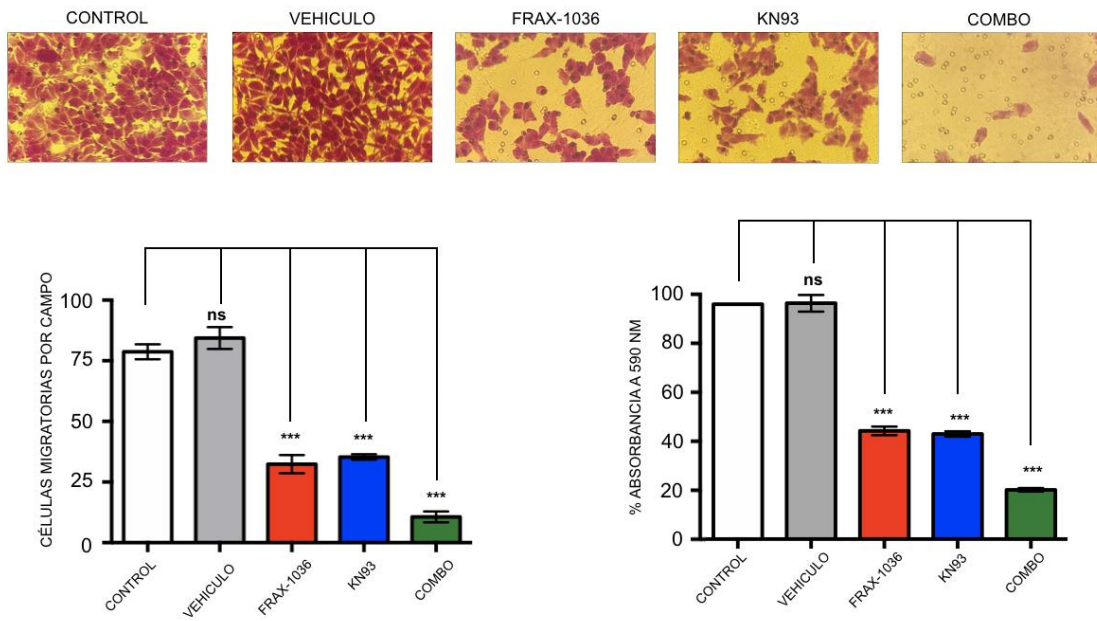 CONTROL
VEHICULO
FRAX-1036
KN93
COMBO
CÉLULAS MIGRATORIAS POR CAMPO
100
75
50
25
0
ns
***
***
***
CONTROL
VEHICULO
FRAX-1036
KN93
COMBO
% ABSORBANCIA A 590 NM
100
80
60
40
20
0
ns
***
***
***
CONTROL
VEHICULO
FRAX-1036
KN93
COMBO